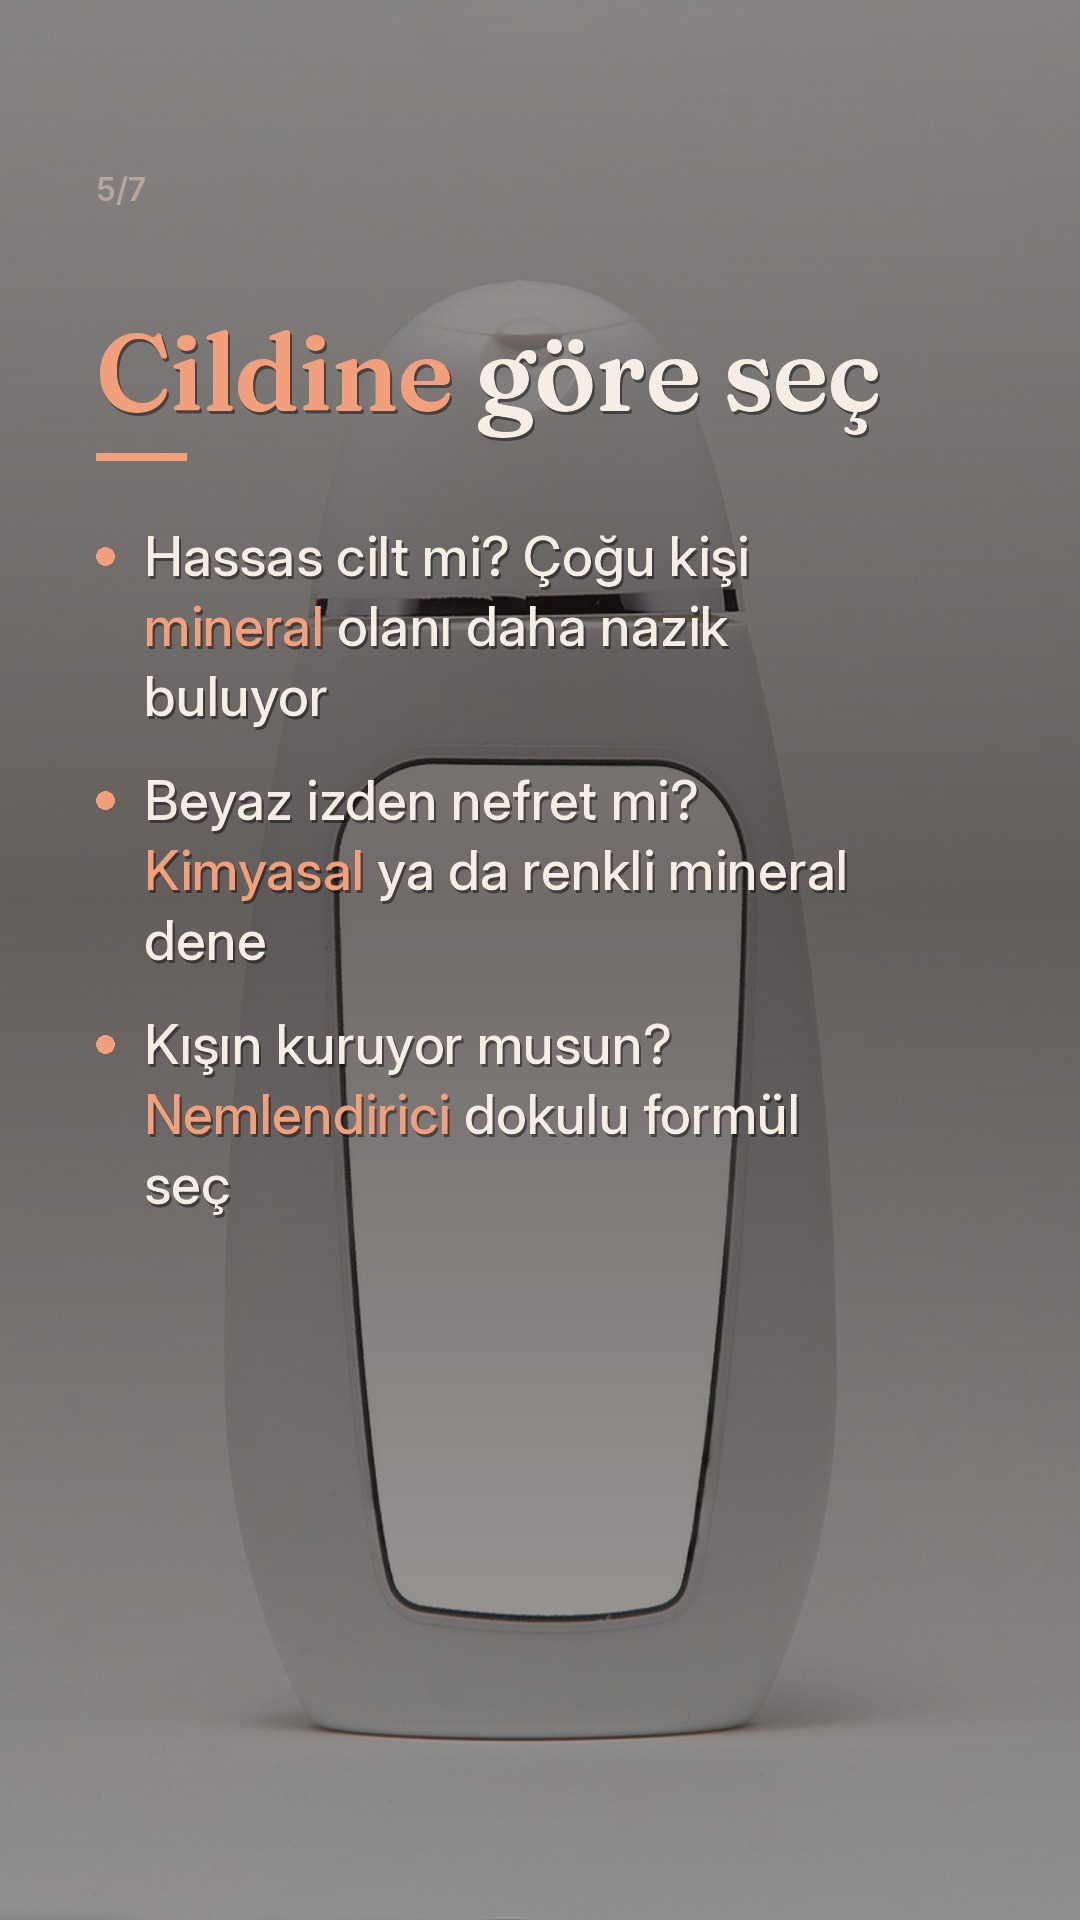 5/7
Cildine göre seç
Hassas cilt mi? Çoğu kişi
mineral olanı daha nazik
buluyor
Beyaz izden nefret mi?
Kimyasal ya da renkli mineral
dene
Kışın kuruyor musun?
Nemlendirici dokulu formül
seç